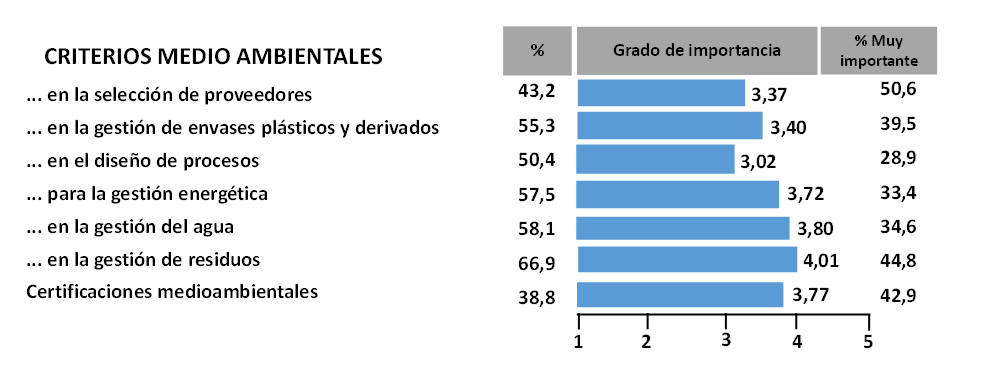 CRITERIOS MEDIO AMBIENTALES % Grado de importancia % Muy
importante
... en la selección de proveedores 43,2 3,37 50,6
... en la gestión de envases plásticos y derivados 55,3 3,40 39,5
... en el diseño de procesos 50,4 3,02 28,9
... para la gestión energética 57,5 3,72 33,4
... en la gestión del agua 58,1 3,80 34,6
... en la gestión de residuos 66,9 4,01 44,8
Certificaciones medioambientales 38,8 3,77 42,9
1 2 3 4 5